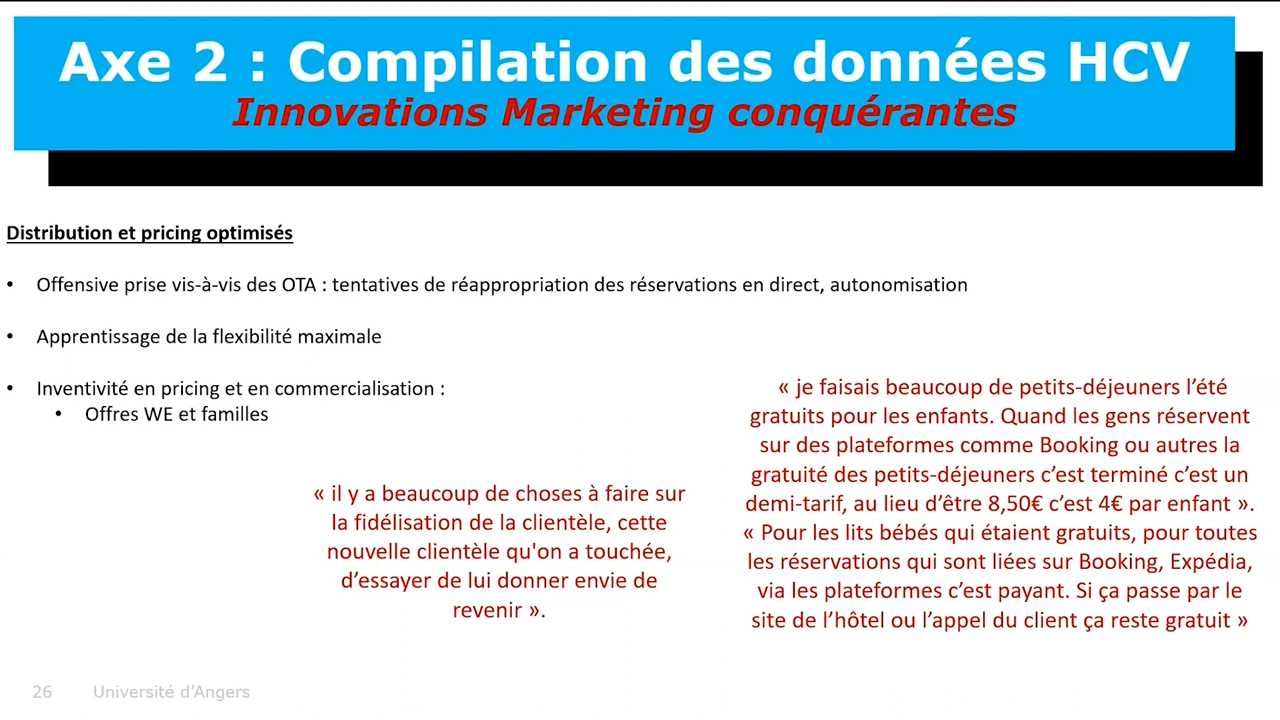 Axe 2 : Compilation des données HCV
Innovations Marketing conquérantes
Distribution et pricing optimisés
• Offensive prise vis-à-vis des OTA : tentatives de réappropriation des réservations en direct, autonomisation
• Apprentissage de la flexibilité maximale
• Inventivité en pricing et en commercialisation :
• Offres WE et familles
« il y a beaucoup de choses à faire sur
la fidélisation de la clientèle, cette
nouvelle clientèle qu'on a touchée,
d’essayer de lui donner envie de
revenir ».
« je faisais beaucoup de petits-déjeuners l’été
gratuits pour les enfants. Quand les gens réservent
sur des plateformes comme Booking ou autres la
gratuité des petits-déjeuners c’est terminé c’est un
demi-tarif, au lieu d’être 8,50€ c’est 4€ par enfant ».
« Pour les lits bébés qui étaient gratuits, pour toutes
les réservations qui sont liées sur Booking, Expédia,
via les plateformes c’est payant. Si ça passe par le
site de l’hôtel ou l’appel du client ça reste gratuit »
26 Université d’Angers